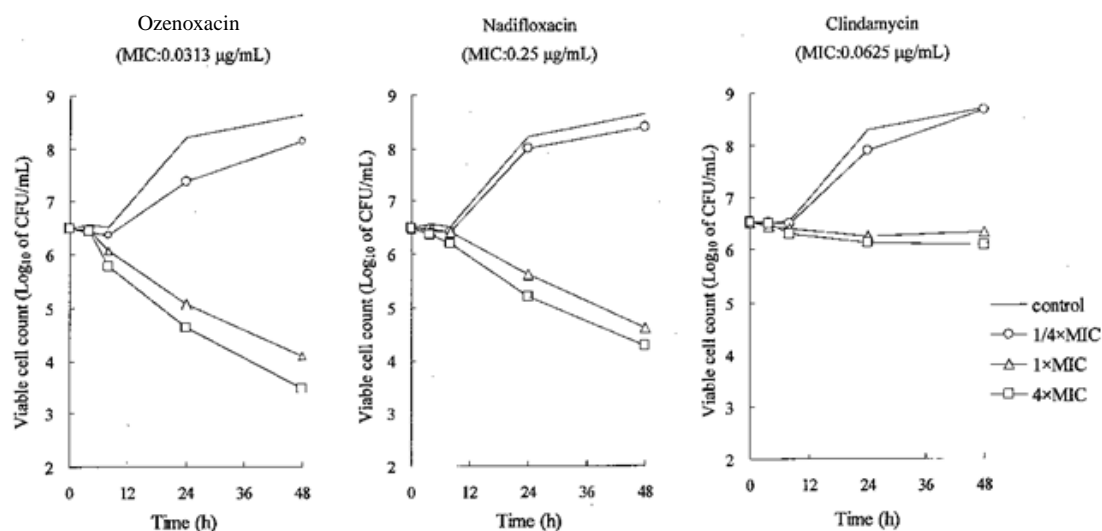 Ozenoxacin
(MIC:0.0313 μg/mL)
Viable cell count (Log10 of CFU/mL)
9
8
7
6
5
4
3
2
0 12 24 36 48
Time (h)
Nadifloxacin
(MIC:0.25 μg/mL)
Viable cell count (Log10 of CFU/mL)
9
8
7
6
5
4
3
2
0 12 24 36 48
Time (h)
Clindamycin
(MIC:0.0625 μg/mL)
Viable cell count (Log10 of CFU/mL)
9
8
7
6
5
4
3
2
0 12 24 36 48
Time (h)
control
1/4×MIC
1×MIC
4×MIC